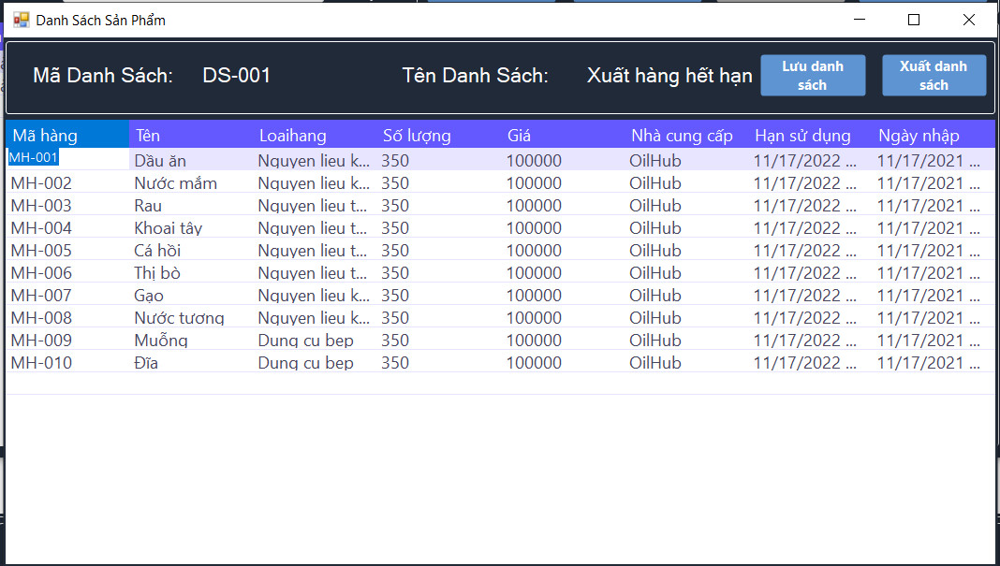 Danh Sách Sản Phẩm
Mã Danh Sách: DS-001 Tên Danh Sách: Xuất hàng hết hạn Lưu danh sách Xuất danh sách
Mã hàng Tên Loaihang Số lượng Giá Nhà cung cấp Hạn sử dụng Ngày nhập
MH-001 Dầu ăn Nguyen lieu k... 350 100000 OilHub 11/17/2022 ... 11/17/2021 ...
MH-002 Nước mắm Nguyen lieu k... 350 100000 OilHub 11/17/2022 ... 11/17/2021 ...
MH-003 Rau Nguyen lieu t... 350 100000 OilHub 11/17/2022 ... 11/17/2021 ...
MH-004 Khoai tây Nguyen lieu t... 350 100000 OilHub 11/17/2022 ... 11/17/2021 ...
MH-005 Cá hồi Nguyen lieu t... 350 100000 OilHub 11/17/2022 ... 11/17/2021 ...
MH-006 Thị bò Nguyen lieu t... 350 100000 OilHub 11/17/2022 ... 11/17/2021 ...
MH-007 Gạo Nguyen lieu k... 350 100000 OilHub 11/17/2022 ... 11/17/2021 ...
MH-008 Nước tương Nguyen lieu k... 350 100000 OilHub 11/17/2022 ... 11/17/2021 ...
MH-009 Muỗng Dung cu bep 350 100000 OilHub 11/17/2022 ... 11/17/2021 ...
MH-010 Đĩa Dung cu bep 350 100000 OilHub 11/17/2022 ... 11/17/2021 ...